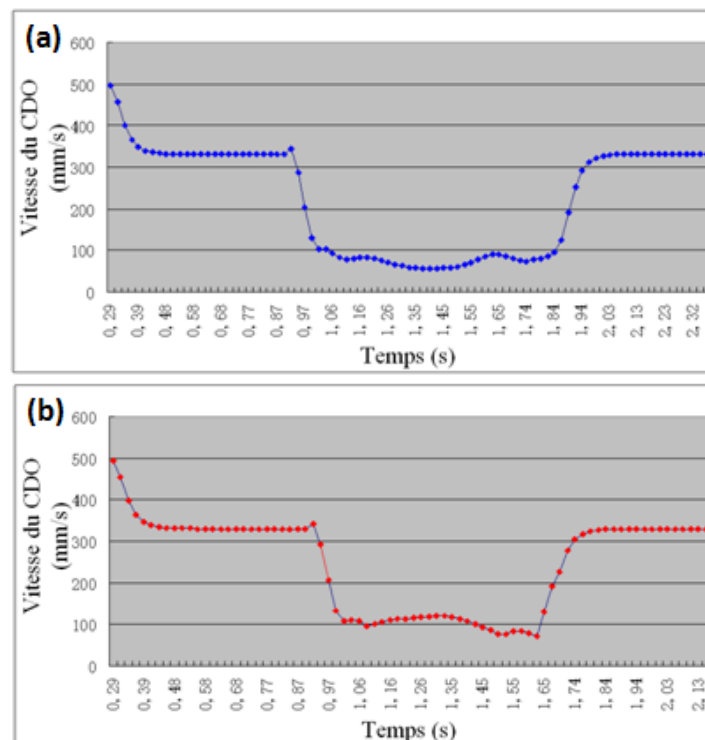 (a)
Vitesse du CDO
(mm/s)
600
500
400
300
200
100
0
0,29 0,39 0,48 0,58 0,68 0,77 0,87 0,97 1,06 1,16 1,26 1,35 1,45 1,55 1,65 1,74 1,84 1,94 2,03 2,13 2,23 2,32
Temps (s)
(b)
Vitesse du CDO
(mm/s)
600
500
400
300
200
100
0
0,29 0,39 0,48 0,58 0,68 0,77 0,87 0,97 1,06 1,16 1,26 1,35 1,45 1,55 1,65 1,74 1,84 1,94 2,03 2,13
Temps (s)